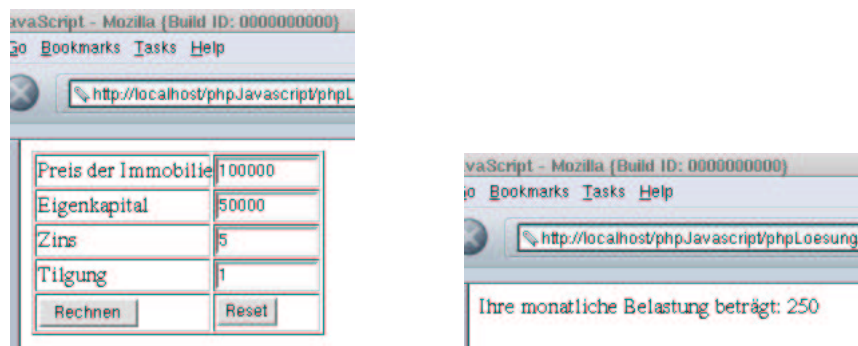 avaScript - Mozilla {Build ID: 0000000000}
Go Bookmarks Tasks Help
http://localhost/phpJavascript/phpL
Preis der Immobilie 100000
Eigenkapital 50000
Zins 5
Tilgung 1
Rechnen Reset
vaScript - Mozilla {Build ID: 0000000000}
o Bookmarks Tasks Help
http://localhost/phpJavascript/phpLoesung
Ihre monatliche Belastung beträgt: 250